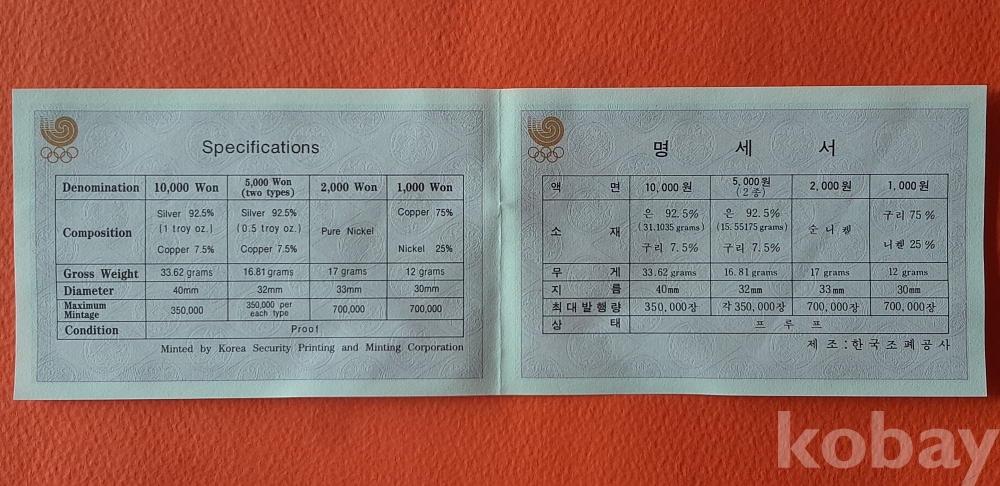 Specifications
Denomination 10,000 Won 5,000 Won (two types) 2,000 Won 1,000 Won
Composition
Silver 92.5% (1 troy oz.) Copper 7.5%
Silver 92.5% (0.5 troy oz.) Copper 7.5%
Pure Nickel
Copper 75% Nickel 25%
Gross Weight 33.62 grams 16.81 grams 17 grams 12 grams
Diameter 40mm 32mm 33mm 30mm
Maximum Mintage 350,000 350,000 per each type 700,000 700,000
Condition Proof
Minted by Korea Security Printing and Minting Corporation
명 세 서
액 면 10,000원 5,000원 (2종) 2,000원 1,000원
소 재
은 92.5% (31.1035 grams) 구리 7.5%
은 92.5% (15.55175 grams) 구리 7.5%
순 니켈
구리 75% 니켈 25%
무 게 33.62 grams 16.81 grams 17 grams 12 grams
지 름 40mm 32mm 33mm 30mm
최대발행량 350,000장 각350,000장 700,000장 700,000장
상 태 프 루 프
제조:한국조폐공사
kobay